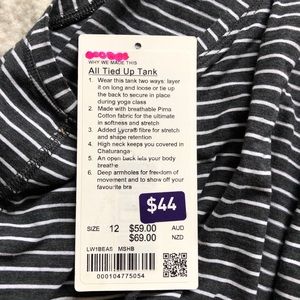 WHY WE MADE THIS
All Tied Up Tank
1. Wear this tank two ways: layer
it on long and loose or tie up
the back to secure in place
during yoga class
2. Made with breathable Pima
Cotton fabric for the ultimate
in softness and stretch
3. Added Lycra® fibre for stretch
and shape retention
4. High neck keeps you covered in
Chaturanga
5. An open back lets your body
breathe
6. Deep armholes for freedom of
movement and to show off your
favourite bra
$44
SIZE 12 $59.00 AUD
$69.00 NZD
LW1BEAS MSHB
000104775054